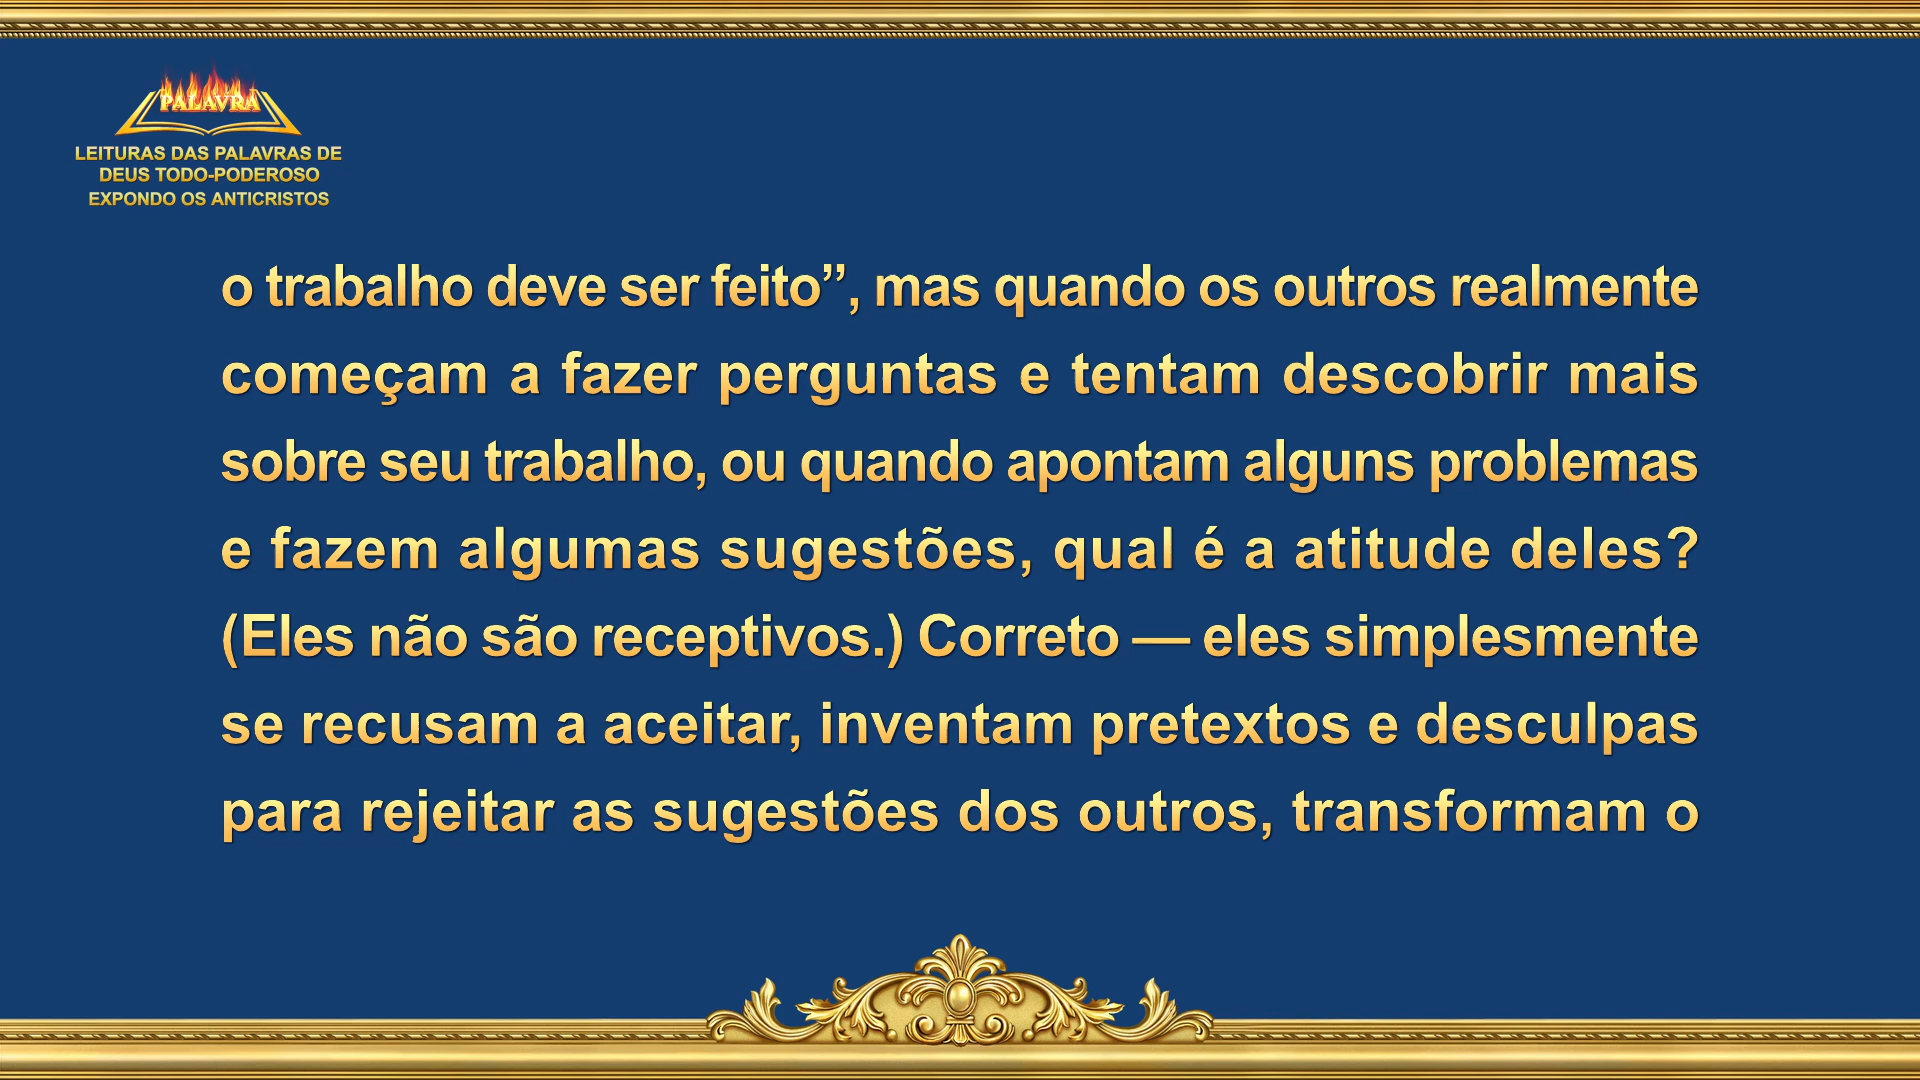 PALAVRA
LEITURAS DAS PALAVRAS DE
DEUS TODO-PODEROSO
EXPONDO OS ANTICRISTOS
o trabalho deve ser feito”, mas quando os outros realmente
começam a fazer perguntas e tentam descobrir mais
sobre seu trabalho, ou quando apontam alguns problemas
e fazem algumas sugestões, qual é a atitude deles?
(Eles não são receptivos.) Correto — eles simplesmente
se recusam a aceitar, inventam pretextos e desculpas
para rejeitar as sugestões dos outros, transformam o